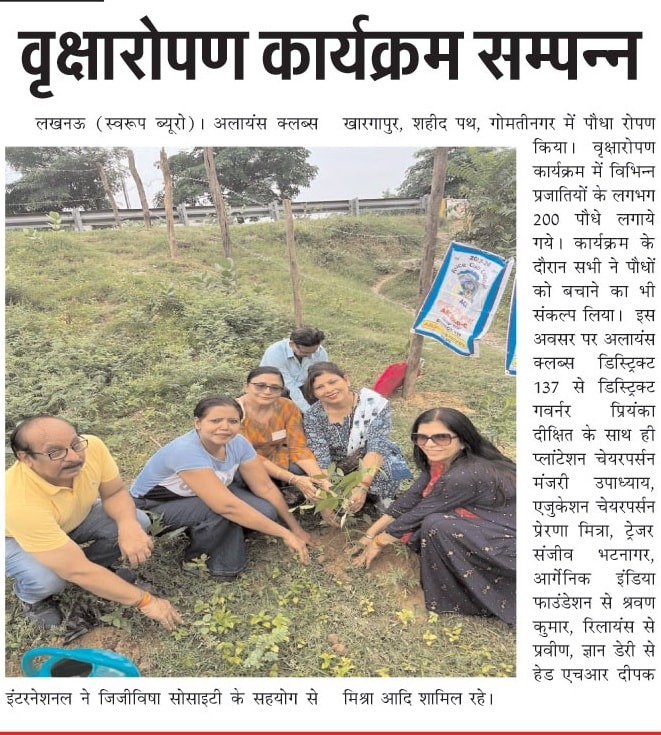 वृक्षारोपण कार्यक्रम सम्पन्न
लखनऊ (स्वरूप ब्यूरो)। अलायंस क्लब्स
इंटरनेशनल ने जिजीविषा सोसाइटी के सहयोग से
खारगापुर, शहीद पथ, गोमतीनगर में पौधा रोपण
किया। वृक्षारोपण
कार्यक्रम में विभिन्न
प्रजातियों के लगभग
200 पौधे लगाये
गये। कार्यक्रम के
दौरान सभी ने पौधों
को बचाने का भी
संकल्प लिया। इस
अवसर पर अलायंस
क्लब्स डिस्ट्रिक्ट
137 से डिस्ट्रिक्ट
गवर्नर प्रियंका
दीक्षित के साथ ही
प्लांटेशन चेयरपर्सन
मंजरी उपाध्याय,
एजुकेशन चेयरपर्सन
प्रेरणा मित्रा, ट्रेजर
संजीव भटनागर,
आर्गेनिक इंडिया
फाउंडेशन से श्रवण
कुमार, रिलायंस से
प्रवीण, ज्ञान डेरी से
हेड एचआर दीपक
मिश्रा आदि शामिल रहे।